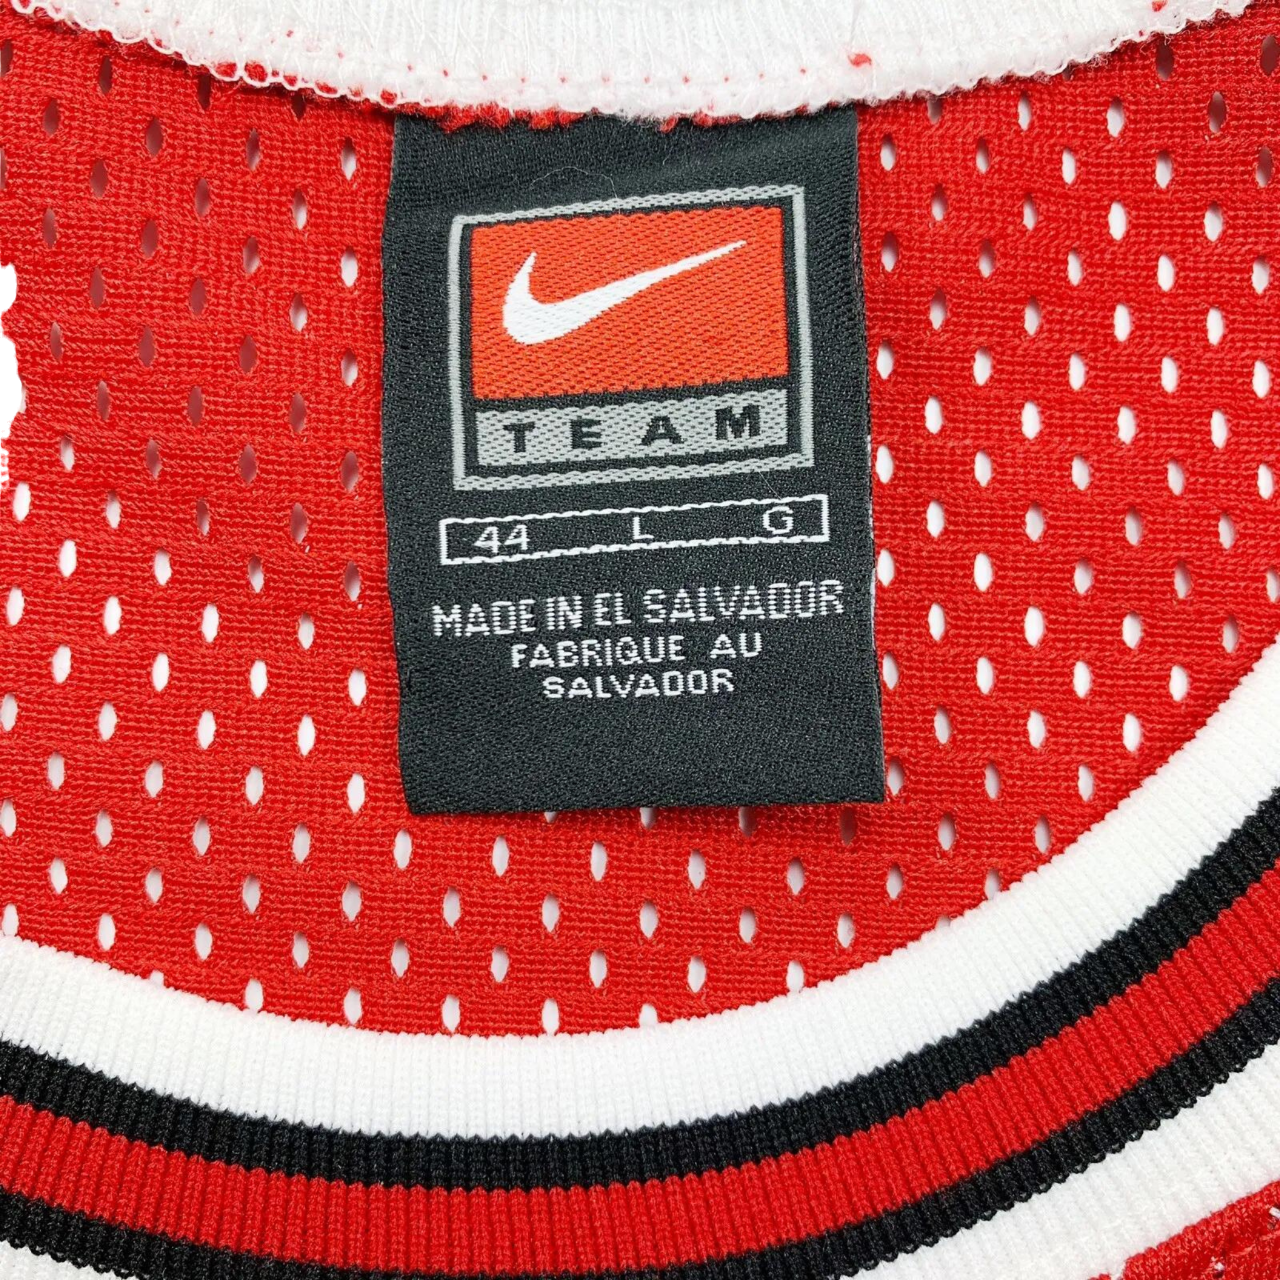 TEAM
44 L G
MADE IN EL SALVADOR
FABRIQUE AU
SALVADOR